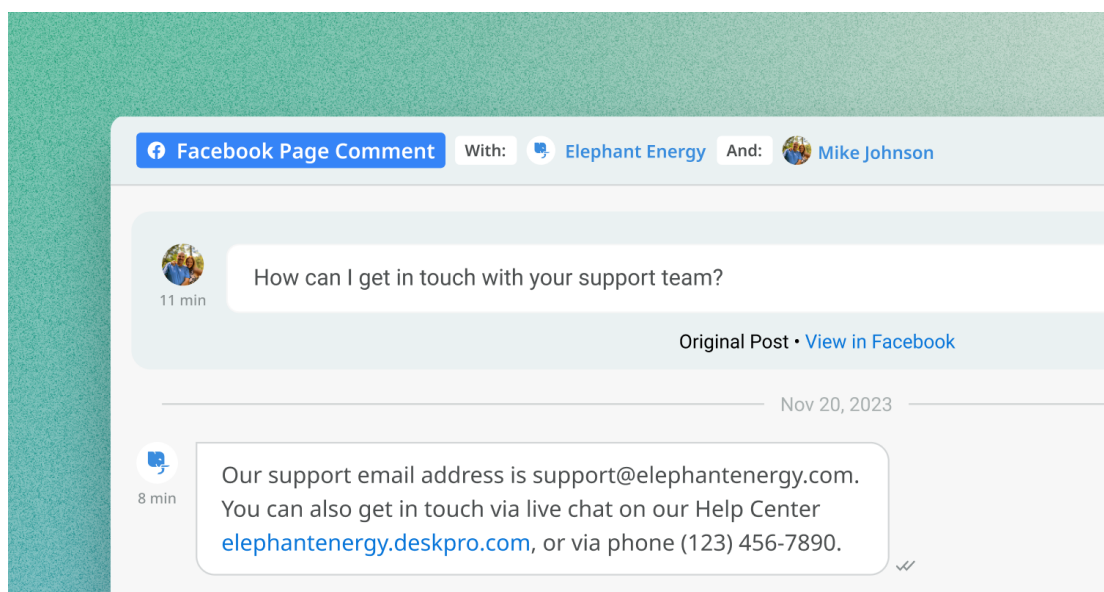 Facebook Page Comment With: Elephant Energy And: Mike Johnson
How can I get in touch with your support team?
11 min
Original Post • View in Facebook
Nov 20, 2023
Our support email address is support@elephantenergy.com.
8 min
You can also get in touch via live chat on our Help Center
elephantenergy.deskpro.com, or via phone (123) 456-7890.